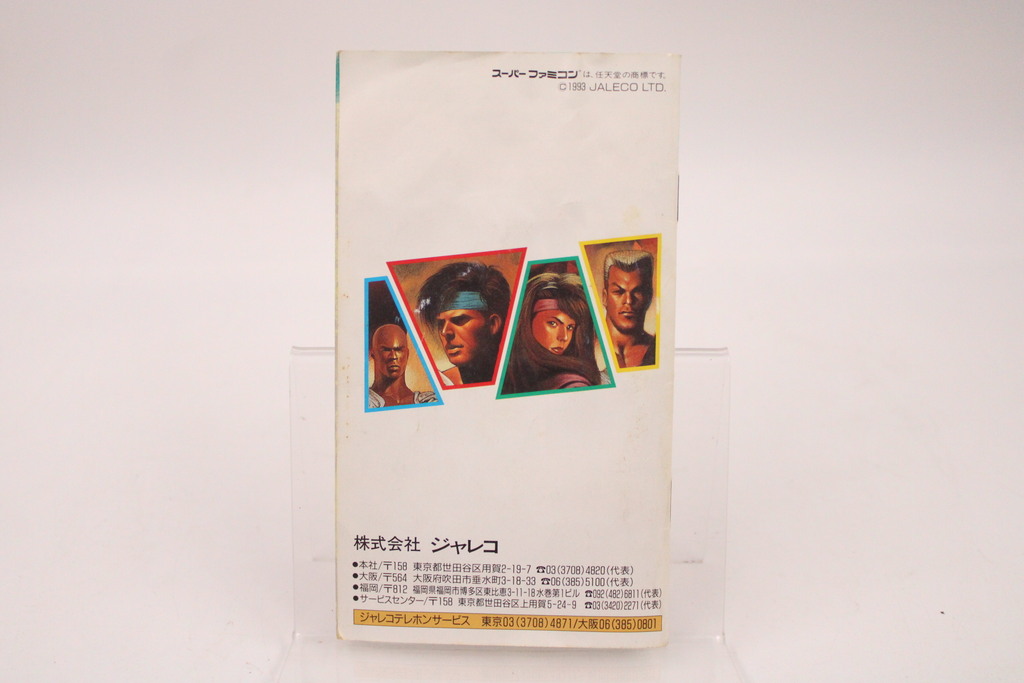 スーパーファミコン®は、任天堂の商標です。
©1993 JALECO LTD.
株式会社 ジャレコ
●本社/〒158 東京都世田谷区用賀2-19-7 ☎03(3708)4820(代表)
●大阪/〒564 大阪府吹田市垂水町3-18-33 ☎06(385)5100(代表)
●福岡/〒812 福岡県福岡市博多区東比恵3-11-18水巻第1ビル ☎092(482)6811(代表)
●サービスセンター/〒158 東京都世田谷区上用賀5-24-9 ☎03(3420)2271(代表)
ジャレコテレホンサービス 東京03(3708)4871/大阪06(385)0801